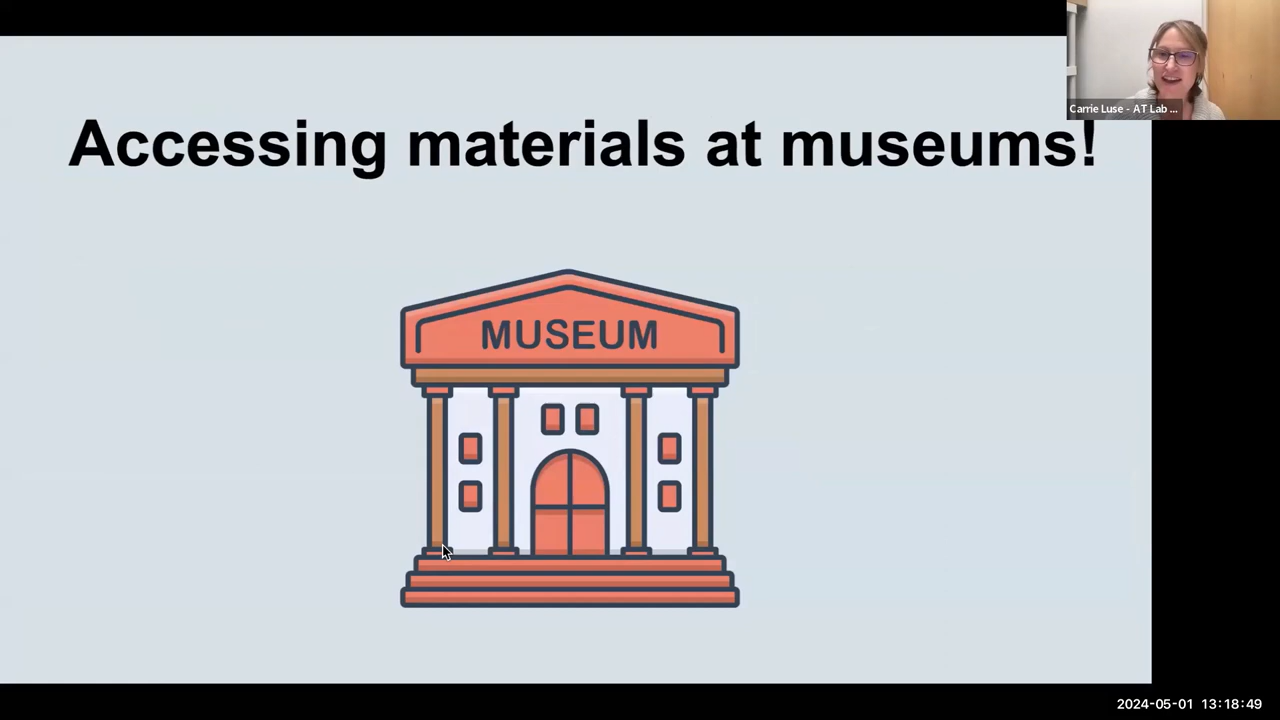 Carrie Luse - AT Lab ...
Accessing materials at museums!
MUSEUM
2024-05-01 13:18:49